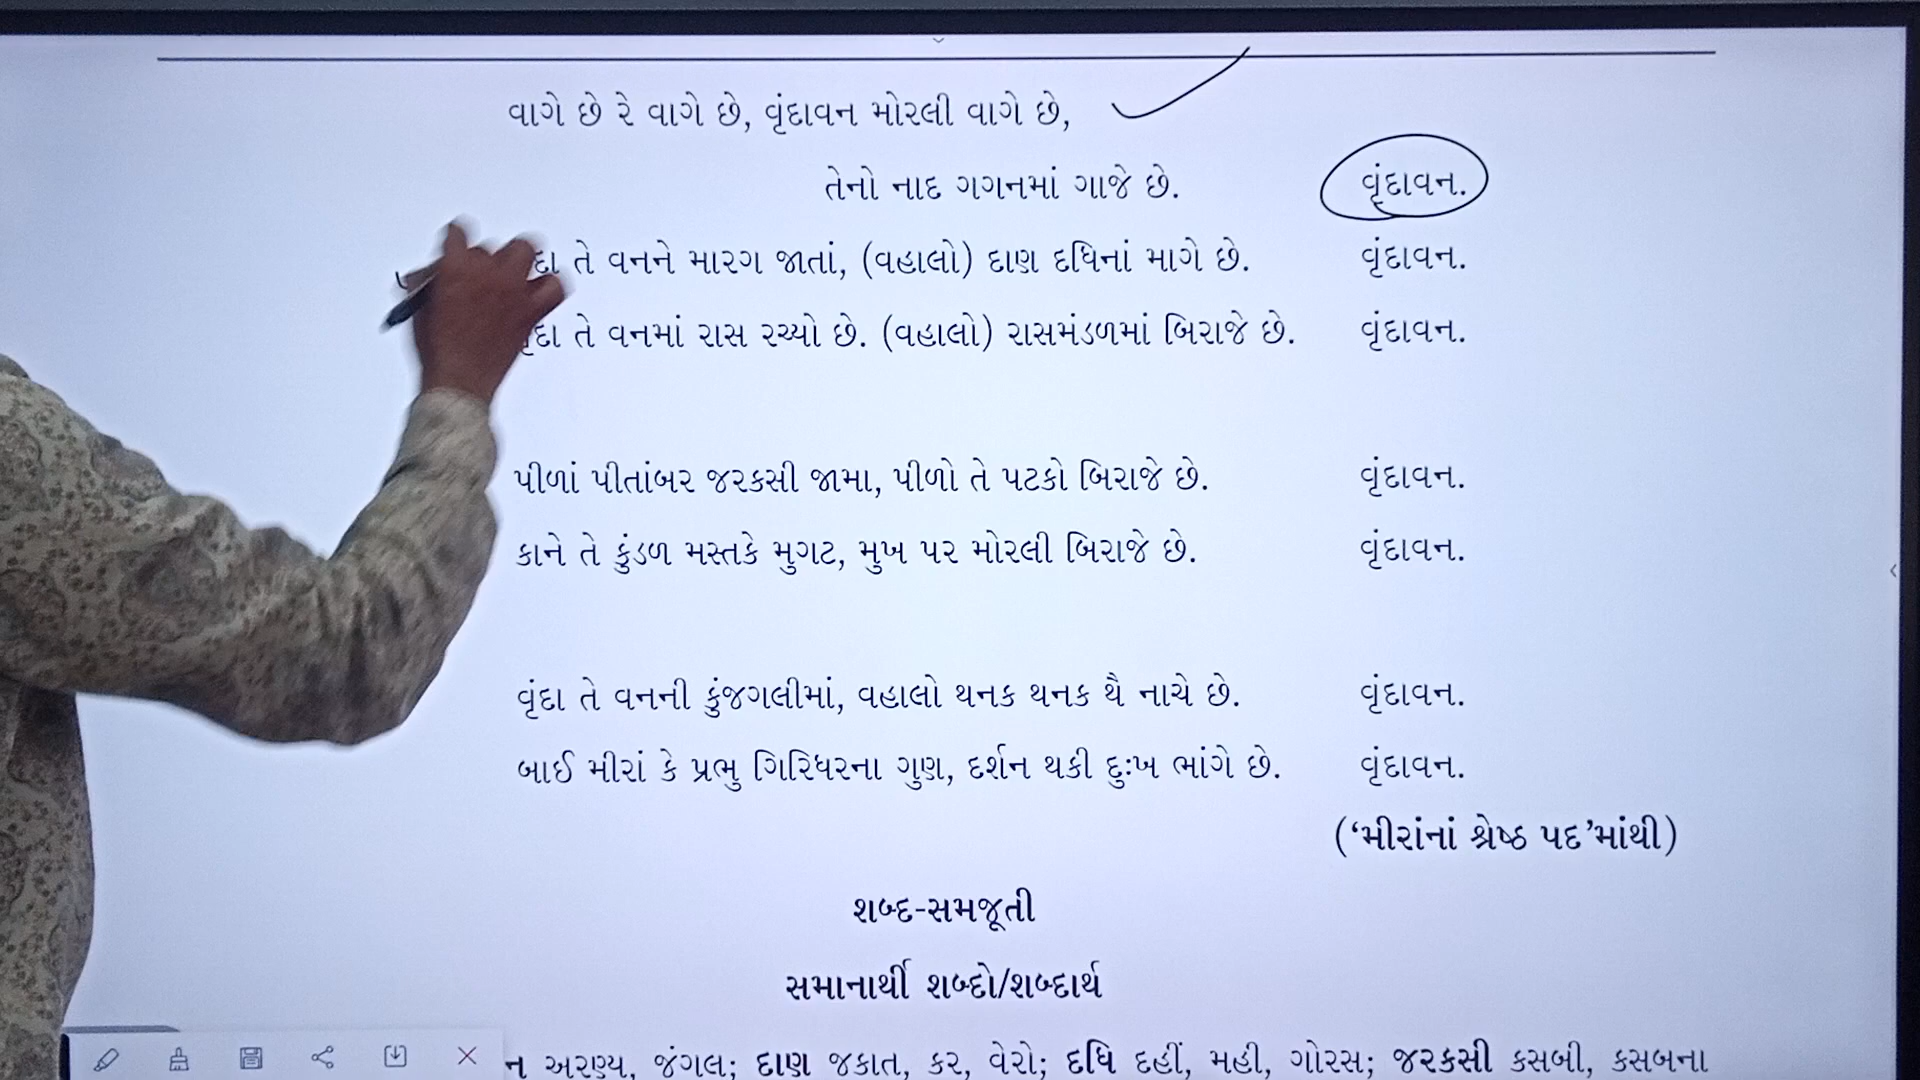 વાગે છે રે વાગે છે, વૃંદાવન મોરલી વાગે છે,
તેનો નાદ ગગનમાં ગાજે છે. વૃંદાવન.
તે વનને મારગ જાતાં, (વહાલો) દાણ દધિનાં માગે છે. વૃંદાવન.
તે વનમાં રાસ રચ્યો છે. (વહાલો) રાસમંડળમાં બિરાજે છે. વૃંદાવન.
પીળાં પીતાંબર જરકસી જામા, પીળો તે પટકો બિરાજે છે. વૃંદાવન.
કાને તે કુંડળ મસ્તકે મુગટ, મુખ પર મોરલી બિરાજે છે. વૃંદાવન.
વૃંદા તે વનની કુંજગલીમાં, વહાલો થનક થનક થૈ નાચે છે. વૃંદાવન.
બાઈ મીરાં કે પ્રભુ ગિરિધરના ગુણ, દર્શન થકી દુઃખ ભાંગે છે. વૃંદાવન.
(‘મીરાંનાં શ્રેષ્ઠ પદ’માંથી)
શબ્દ-સમજૂતી
સમાનાર્થી શબ્દો/શબ્દાર્થ
અરણ્ય, જંગલ; દાણ જકાત, કર, વેરો; દધિ દહીં, મહી, ગોરસ; જરકસી કસબી, કસબના